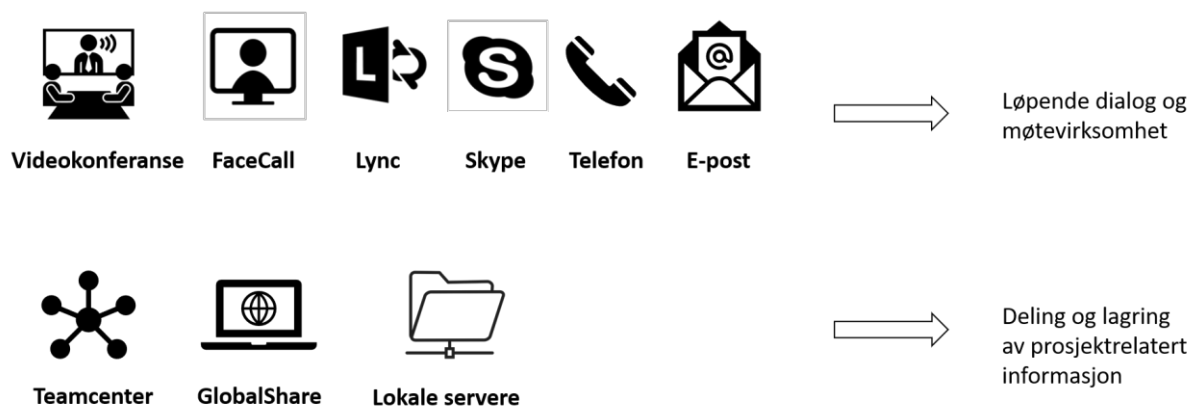 Videokonferanse FaceCall Lync Skype Telefon E-post
Løpende dialog og
møtevirksomhet
Teamcenter GlobalShare Lokale servere
Deling og lagring
av prosjektrelatert
informasjon